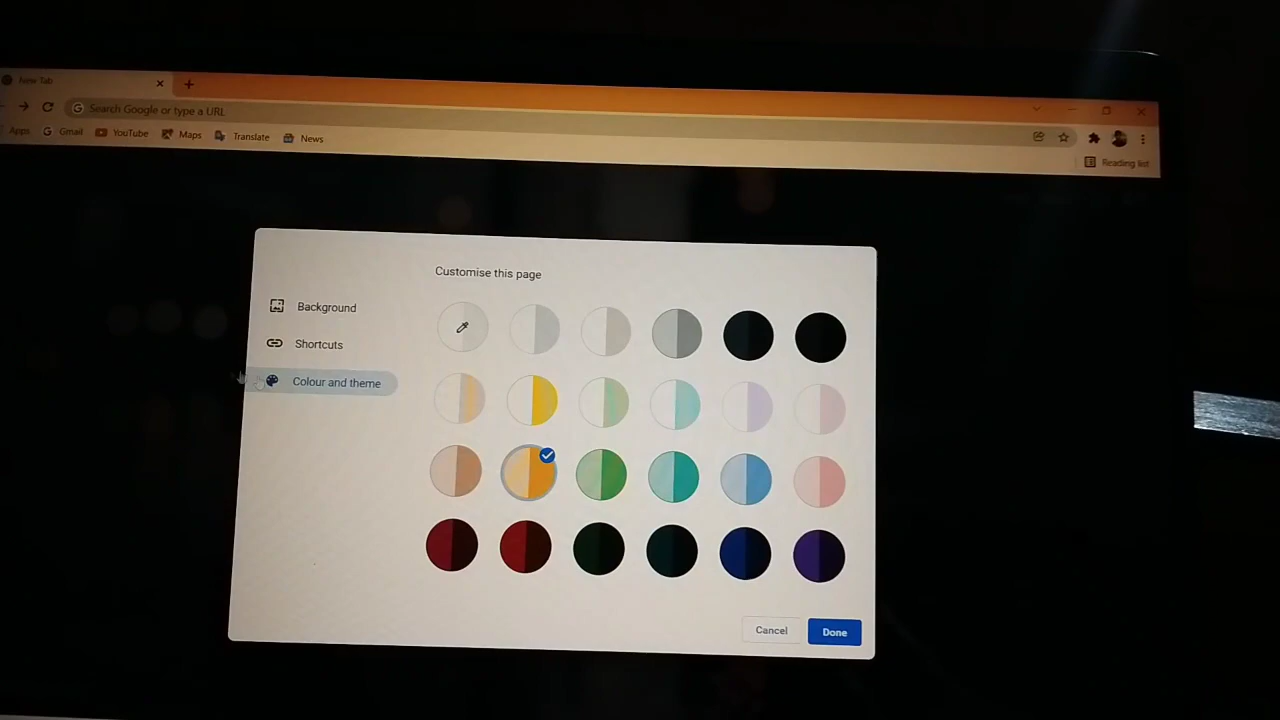 New Tab
Search Google or type a URL
Apps Gmail YouTube Maps Translate News
Reading list
Customise this page
Background
Shortcuts
Colour and theme
Cancel Done